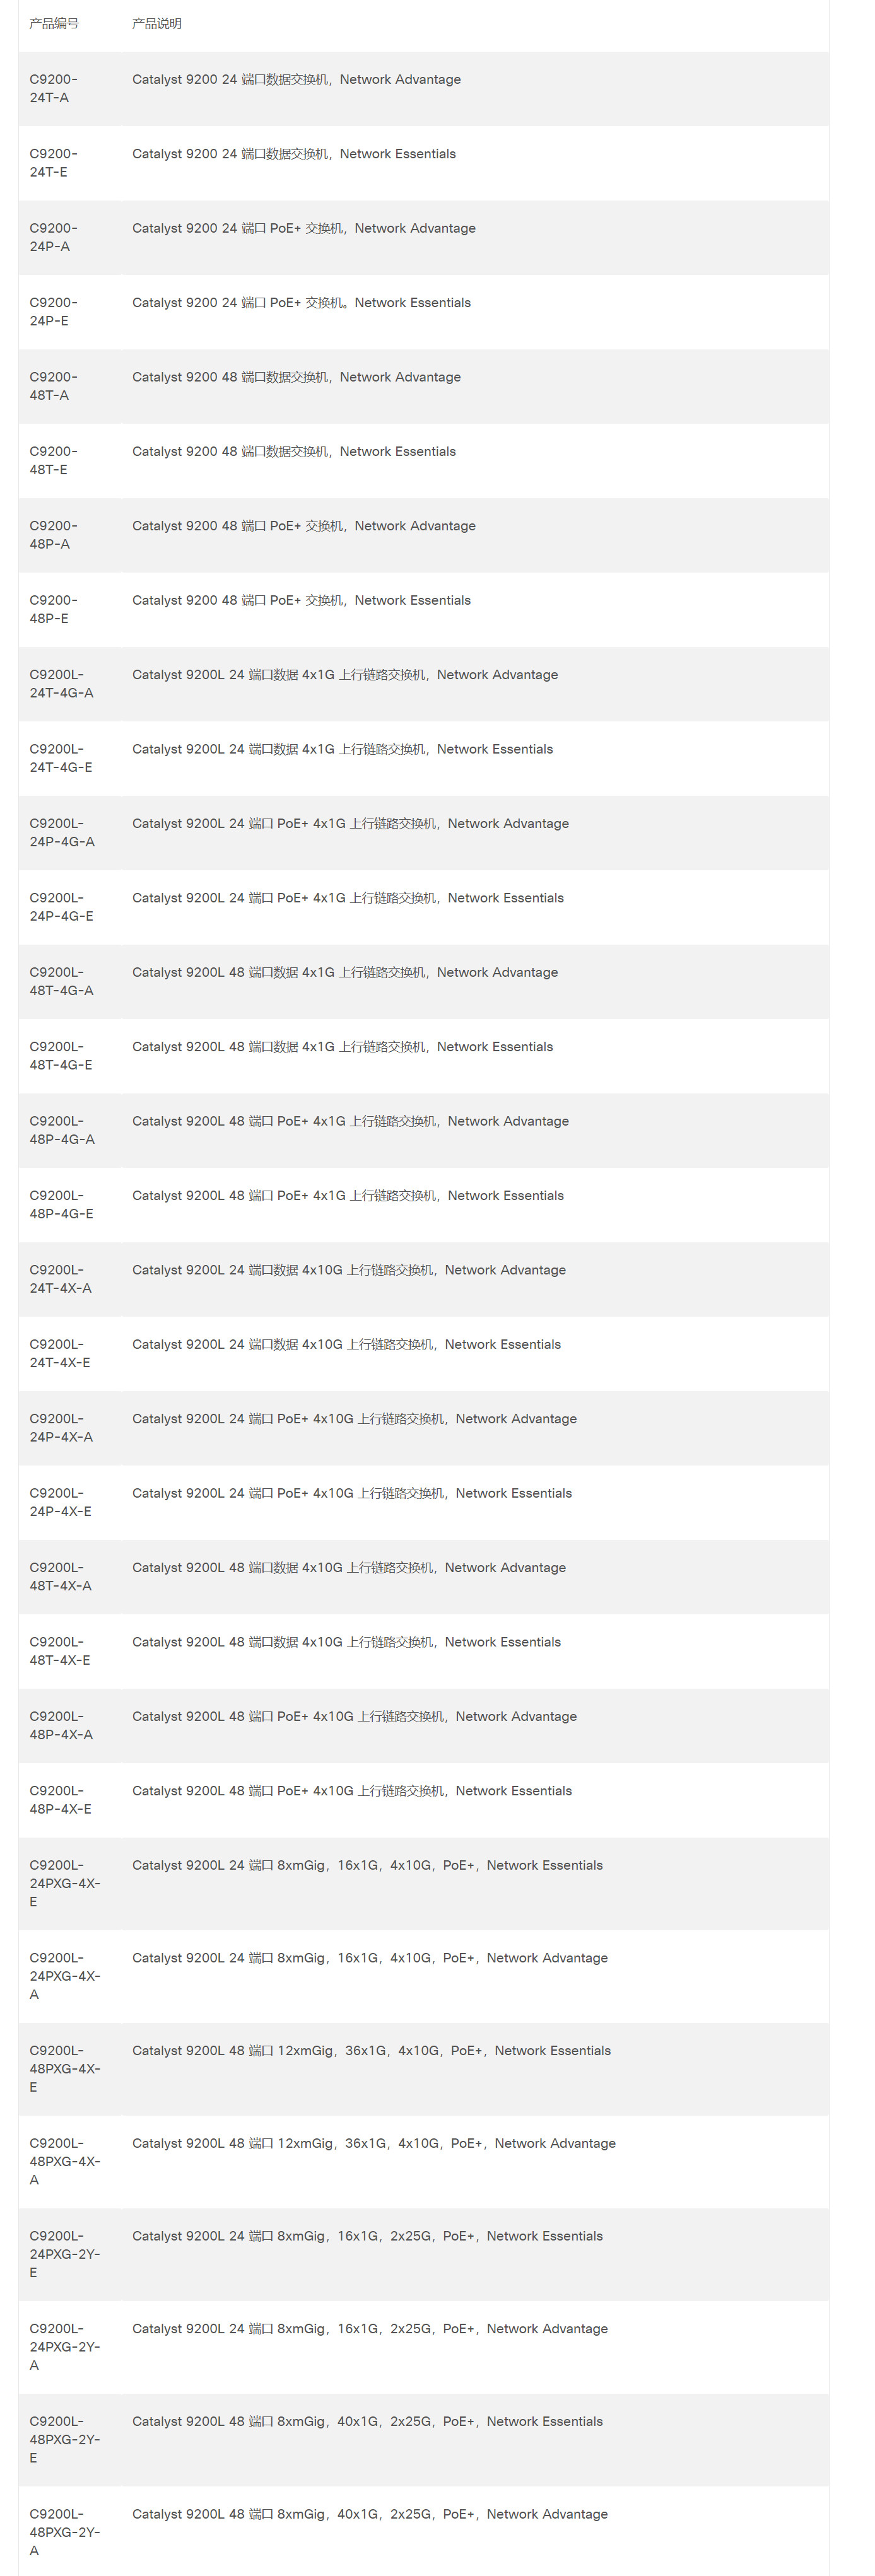 产品编号 产品说明
C9200- Catalyst 9200 24 端口数据交换机，Network Advantage
24T-A
C9200- Catalyst 9200 24 端口数据交换机，Network Essentials
24T-E
C9200- Catalyst 9200 24 端口 PoE+ 交换机，Network Advantage
24P-A
C9200- Catalyst 9200 24 端口 PoE+ 交换机。Network Essentials
24P-E
C9200- Catalyst 9200 48 端口数据交换机，Network Advantage
48T-A
C9200- Catalyst 9200 48 端口数据交换机，Network Essentials
48T-E
C9200- Catalyst 9200 48 端口 PoE+ 交换机，Network Advantage
48P-A
C9200- Catalyst 9200 48 端口 PoE+ 交换机，Network Essentials
48P-E
C9200L- Catalyst 9200L 24 端口数据 4x1G 上行链路交换机，Network Advantage
24T-4G-A
C9200L- Catalyst 9200L 24 端口数据 4x1G 上行链路交换机，Network Essentials
24T-4G-E
C9200L- Catalyst 9200L 24 端口 PoE+ 4x1G 上行链路交换机，Network Advantage
24P-4G-A
C9200L- Catalyst 9200L 24 端口 PoE+ 4x1G 上行链路交换机，Network Essentials
24P-4G-E
C9200L- Catalyst 9200L 48 端口数据 4x1G 上行链路交换机，Network Advantage
48T-4G-A
C9200L- Catalyst 9200L 48 端口数据 4x1G 上行链路交换机，Network Essentials
48T-4G-E
C9200L- Catalyst 9200L 48 端口 PoE+ 4x1G 上行链路交换机，Network Advantage
48P-4G-A
C9200L- Catalyst 9200L 48 端口 PoE+ 4x1G 上行链路交换机，Network Essentials
48P-4G-E
C9200L- Catalyst 9200L 24 端口数据 4x10G 上行链路交换机，Network Advantage
24T-4X-A
C9200L- Catalyst 9200L 24 端口数据 4x10G 上行链路交换机，Network Essentials
24T-4X-E
C9200L- Catalyst 9200L 24 端口 PoE+ 4x10G 上行链路交换机，Network Advantage
24P-4X-A
C9200L- Catalyst 9200L 24 端口 PoE+ 4x10G 上行链路交换机，Network Essentials
24P-4X-E
C9200L- Catalyst 9200L 48 端口数据 4x10G 上行链路交换机，Network Advantage
48T-4X-A
C9200L- Catalyst 9200L 48 端口数据 4x10G 上行链路交换机，Network Essentials
48T-4X-E
C9200L- Catalyst 9200L 48 端口 PoE+ 4x10G 上行链路交换机，Network Advantage
48P-4X-A
C9200L- Catalyst 9200L 48 端口 PoE+ 4x10G 上行链路交换机，Network Essentials
48P-4X-E
C9200L- Catalyst 9200L 24 端口 8xmGig，16x1G，4x10G，PoE+，Network Essentials
24PXG-4X-
E
C9200L- Catalyst 9200L 24 端口 8xmGig，16x1G，4x10G，PoE+，Network Advantage
24PXG-4X-
A
C9200L- Catalyst 9200L 48 端口 12xmGig，36x1G，4x10G，PoE+，Network Essentials
48PXG-4X-
E
C9200L- Catalyst 9200L 48 端口 12xmGig，36x1G，4x10G，PoE+，Network Advantage
48PXG-4X-
A
C9200L- Catalyst 9200L 24 端口 8xmGig，16x1G，2x25G，PoE+，Network Essentials
24PXG-2Y-
E
C9200L- Catalyst 9200L 24 端口 8xmGig，16x1G，2x25G，PoE+，Network Advantage
24PXG-2Y-
A
C9200L- Catalyst 9200L 48 端口 8xmGig，40x1G，2x25G，PoE+，Network Essentials
48PXG-2Y-
E
C9200L- Catalyst 9200L 48 端口 8xmGig，40x1G，2x25G，PoE+，Network Advantage
48PXG-2Y-
A